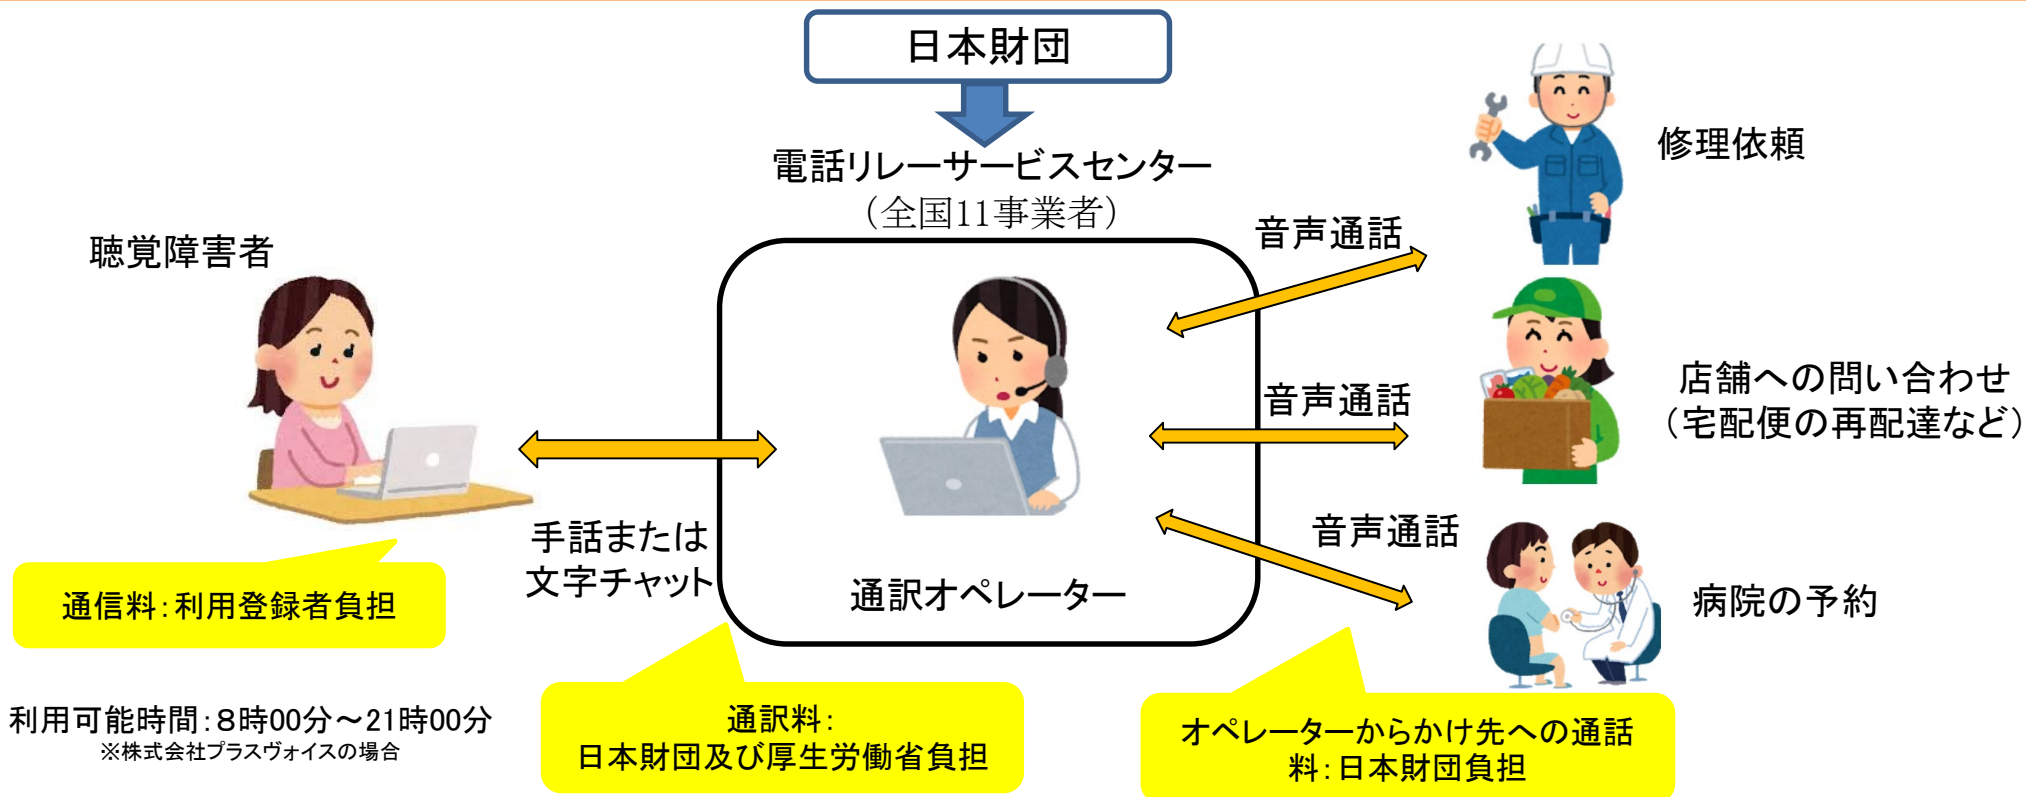 日本財団
電話リレーサービスセンター
（全国11事業者）
聴覚障害者
手話または
文字チャット
通訳オペレーター
音声通話
修理依頼
音声通話
店舗への問い合わせ
（宅配便の再配達など）
音声通話
病院の予約
通信料：利用登録者負担
通訳料：
日本財団及び厚生労働省負担
オペレーターからかけ先への通話
料：日本財団負担
利用可能時間：８時00分～21時00分
※株式会社プラスヴォイスの場合